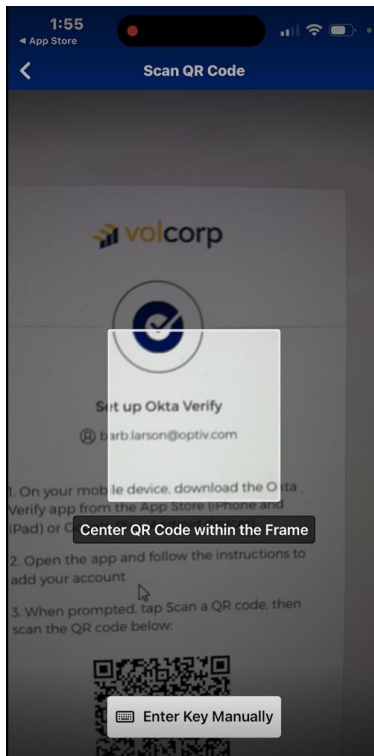 1:55
◀ App Store
Scan QR Code
volcorp
Set up Okta Verify
barb.larson@optiv.com
1. On your mobile device, download the Okta
Verify app from the App Store (iPhone and
iPad) or
Center QR Code within the Frame
2. Open the app and follow the instructions to
add your account
3. When prompted, tap Scan a QR code, then
scan the QR code below:
Enter Key Manually